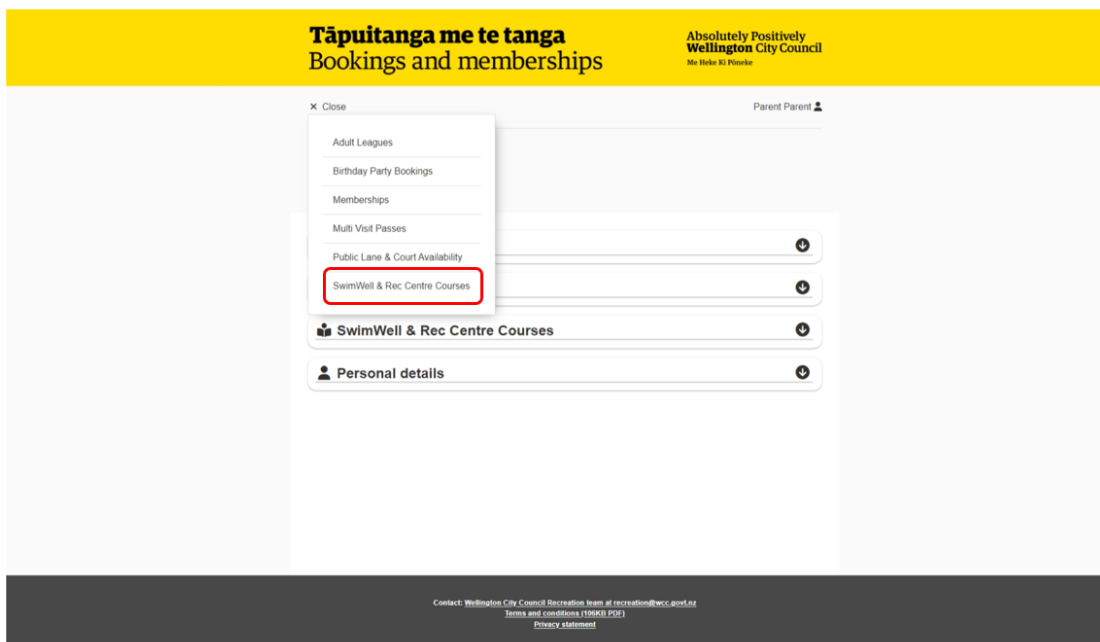 Tāpuitanga me te tanga
Bookings and memberships
Absolutely Positively
Wellington City Council
Me Heke Ki Pōneke
× Close
Parent Parent
Adult Leagues
Birthday Party Bookings
Memberships
Multi Visit Passes
Public Lane & Court Availability
SwimWell & Rec Centre Courses
SwimWell & Rec Centre Courses
Personal details
Contact: Wellington City Council Recreation team at recreation@wcc.govt.nz
Terms and conditions (106KB PDF)
Privacy statement